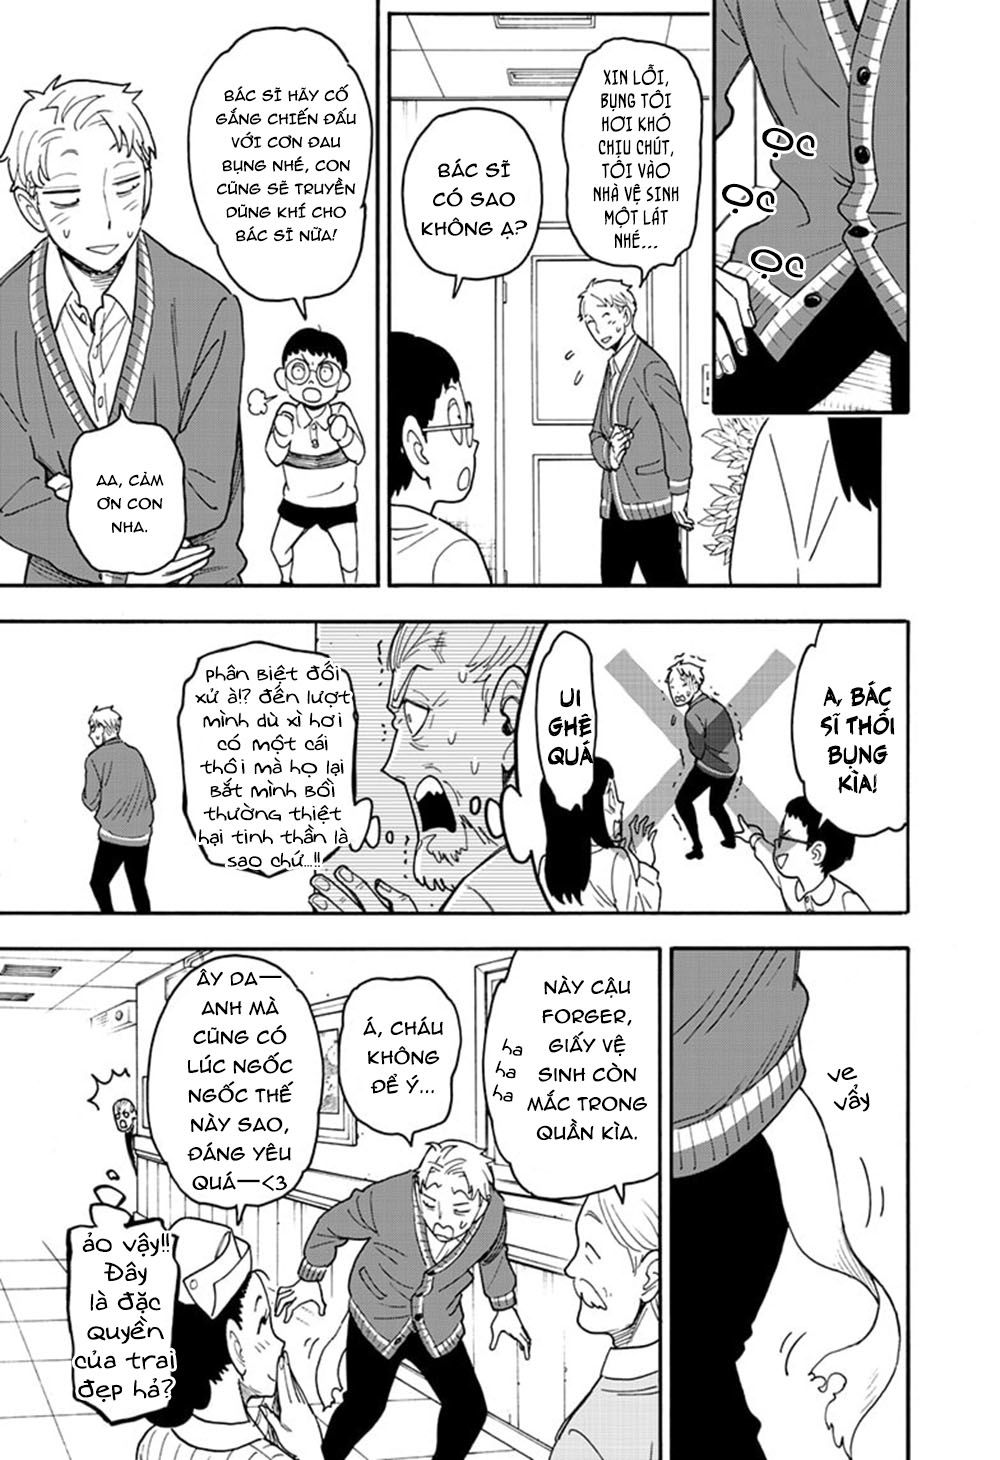 ỌC
ỌC
ỌC
XIN LỖI,
BỤNG TÔI
HƠI KHÓ
CHỊU CHÚT,
TÔI VÀO
NHÀ VỆ SINH
MỘT LÁT
NHÉ...
BÁC SĨ
CÓ SAO
KHÔNG Ạ?
BÁC SĨ HÃY CỐ
GẮNG CHIẾN ĐẤU
VỚI CƠN ĐAU
BỤNG NHÉ, CON
CŨNG SẼ TRUYỀN
DŨNG KHÍ CHO
BÁC SĨ NỮA!
AA, CẢM
ƠN CON
NHA.
A, BÁC
SĨ THỐI
BỤNG
KÌA!
UI
GHÊ
QUÁ
Phân biệt đối
xử à!? đến lượt
mình dù xì hơi
có một cái
thôi mà họ lại
bắt mình bồi
thường thiệt
hại tinh thần là
sao chứ...!!
ve
vẩy
NÀY CẬU
FORGER,
GIẤY VỆ
SINH CÒN
MẮC TRONG
QUẦN KÌA.
ha
ha
ha
Á, CHÁU
KHÔNG
ĐỂ Ý...
ÂY DA—
ANH MÀ
CŨNG CÓ
LÚC NGỐC
NGỐC THẾ
NÀY SAO,
ĐÁNG YÊU
QUÁ—<3
ảo vậy!!
Đây
là đặc
quyền
của trai
đẹp hả?